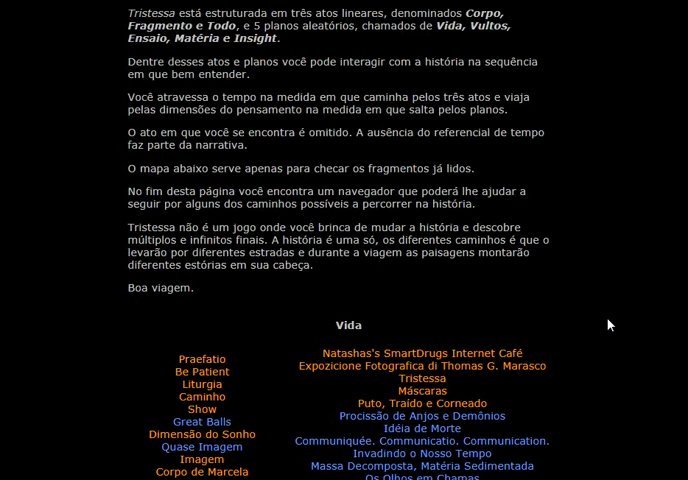 Tristessa está estruturada em três atos lineares, denominados Corpo,
Fragmento e Todo, e 5 planos aleatórios, chamados de Vida, Vultos,
Ensaio, Matéria e Insight.
Dentre desses atos e planos você pode interagir com a história na sequência
em que bem entender.
Você atravessa o tempo na medida em que caminha pelos três atos e viaja
pelas dimensões do pensamento na medida em que salta pelos planos.
O ato em que você se encontra é omitido. A ausência do referencial de tempo
faz parte da narrativa.
O mapa abaixo serve apenas para checar os fragmentos já lidos.
No fim desta página você encontra um navegador que poderá lhe ajudar a
seguir por alguns dos caminhos possíveis a percorrer na história.
Tristessa não é um jogo onde você brinca de mudar a história e descobre
múltiplos e infinitos finais. A história é uma só, os diferentes caminhos é que o
levarão por diferentes estradas e durante a viagem as paisagens montarão
diferentes estórias em sua cabeça.
Boa viagem.
Vida
Praefatio
Be Patient
Liturgia
Caminho
Show
Great Balls
Dimensão do Sonho
Quase Imagem
Imagem
Corpo de Marcela
Natashas's SmartDrugs Internet Café
Expozicione Fotografica di Thomas G. Marasco
Tristessa
Máscaras
Puto, Traído e Corneado
Procissão de Anjos e Demônios
Idéia de Morte
Communiquée. Communicatio. Communication.
Invadindo o Nosso Tempo
Massa Decomposta, Matéria Sedimentada
Os Olhos em Chamas